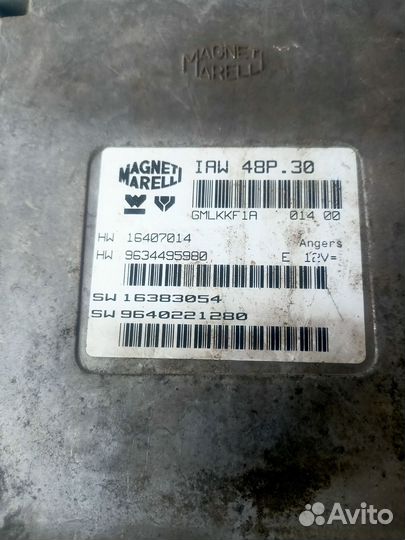 MAGNETI
MARELLI
MAGNETI
MARELLI
IAW 48P.30
GMLKKF1A 014 00
HW 16407014 Angers
HW 9634495980 E 12V=
SW 16383054
SW 9640221280
Avito